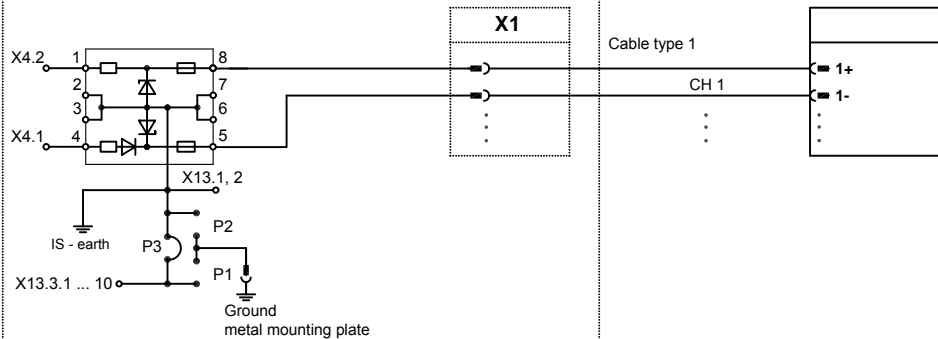 X1
Cable type 1
X4.2
1
8
1+
2
7
CH 1
1-
3
6
X4.1
4
5
X13.1, 2
P2
IS - earth
P3
P1
X13.3.1 ... 10
Ground
metal mounting plate